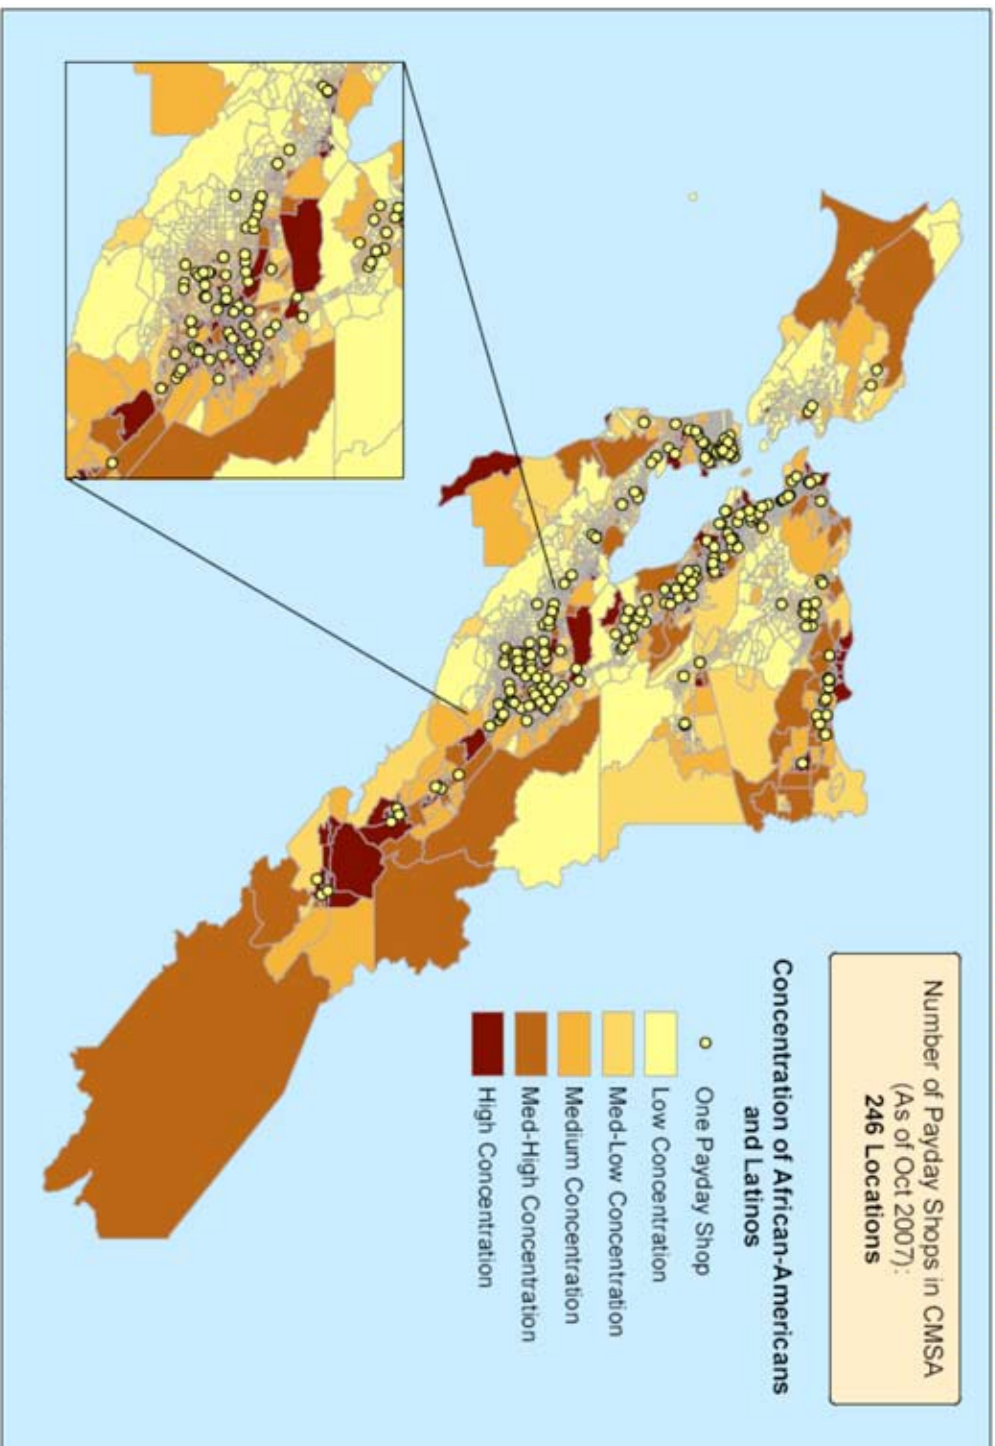 Number of Payday Shops in CMSA
(As of Oct 2007):
246 Locations
Concentration of African-Americans
and Latinos
One Payday Shop
Low Concentration
Med-Low Concentration
Medium Concentration
Med-High Concentration
High Concentration